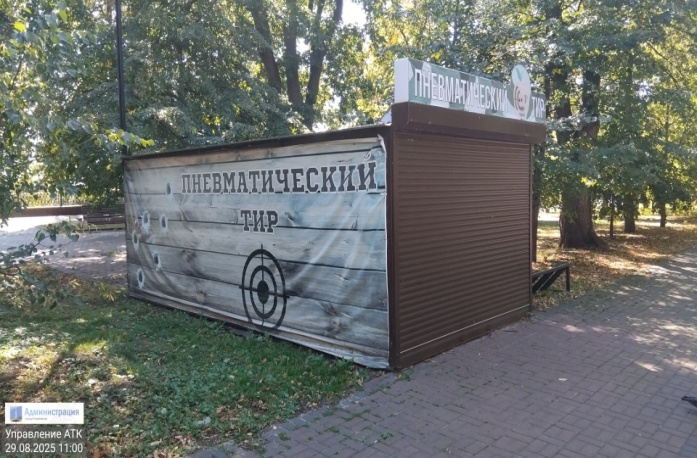 ПНЕВМАТИЧЕСКИЙ ТИР
ПНЕВМАТИЧЕСКИЙ
ТИР
Администрация
Управление АТК
29.08.2025 11:00